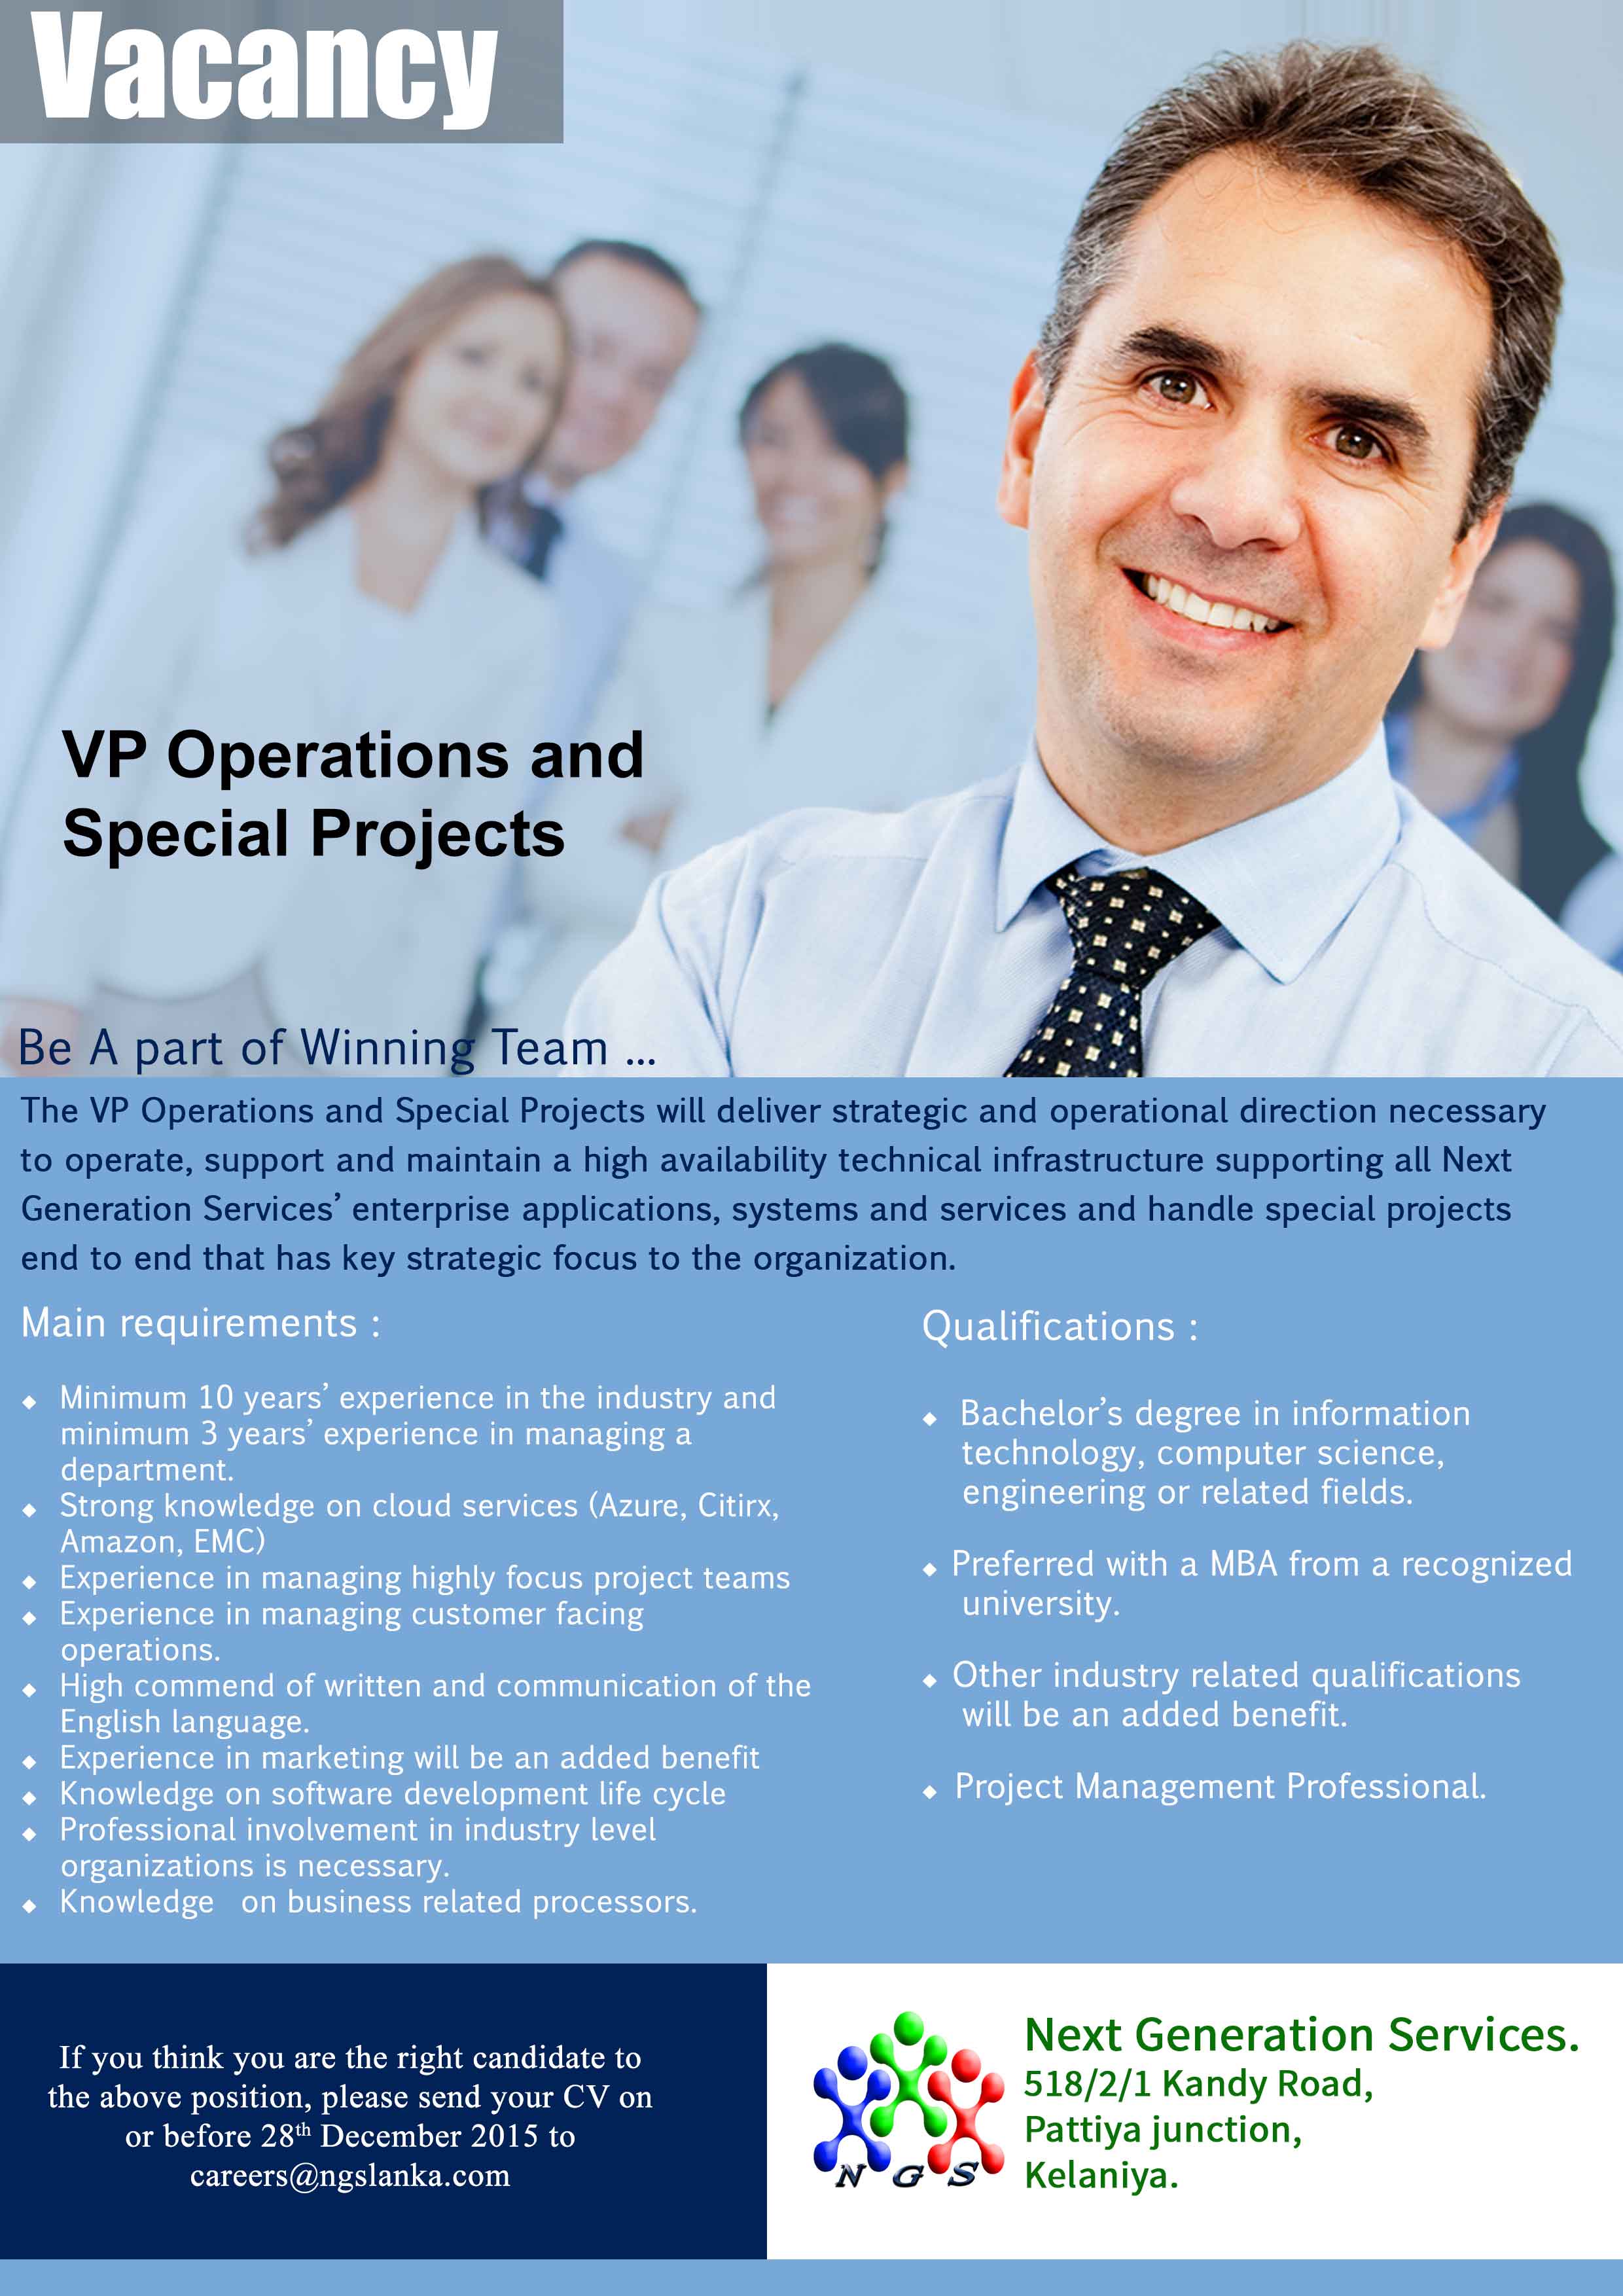 Vacancy
VP Operations and
Special Projects
Be A part of Winning Team ...
The VP Operations and Special Projects will deliver strategic and operational direction necessary
to operate, support and maintain a high availability technical infrastructure supporting all Next
Generation Services’ enterprise applications, systems and services and handle special projects
end to end that has key strategic focus to the organization.
Main requirements :
◆ Minimum 10 years’ experience in the industry and
minimum 3 years’ experience in managing a
department.
◆ Strong knowledge on cloud services (Azure, Citirx,
Amazon, EMC)
◆ Experience in managing highly focus project teams
◆ Experience in managing customer facing
operations.
◆ High commend of written and communication of the
English language.
◆ Experience in marketing will be an added benefit
◆ Knowledge on software development life cycle
◆ Professional involvement in industry level
organizations is necessary.
◆ Knowledge on business related processors.
Qualifications :
◆ Bachelor’s degree in information
technology, computer science,
engineering or related fields.
◆ Preferred with a MBA from a recognized
university.
◆ Other industry related qualifications
will be an added benefit.
◆ Project Management Professional.
If you think you are the right candidate to
the above position, please send your CV on
or before 28th December 2015 to
careers@ngslanka.com
N G S
Next Generation Services.
518/2/1 Kandy Road,
Pattiya junction,
Kelaniya.